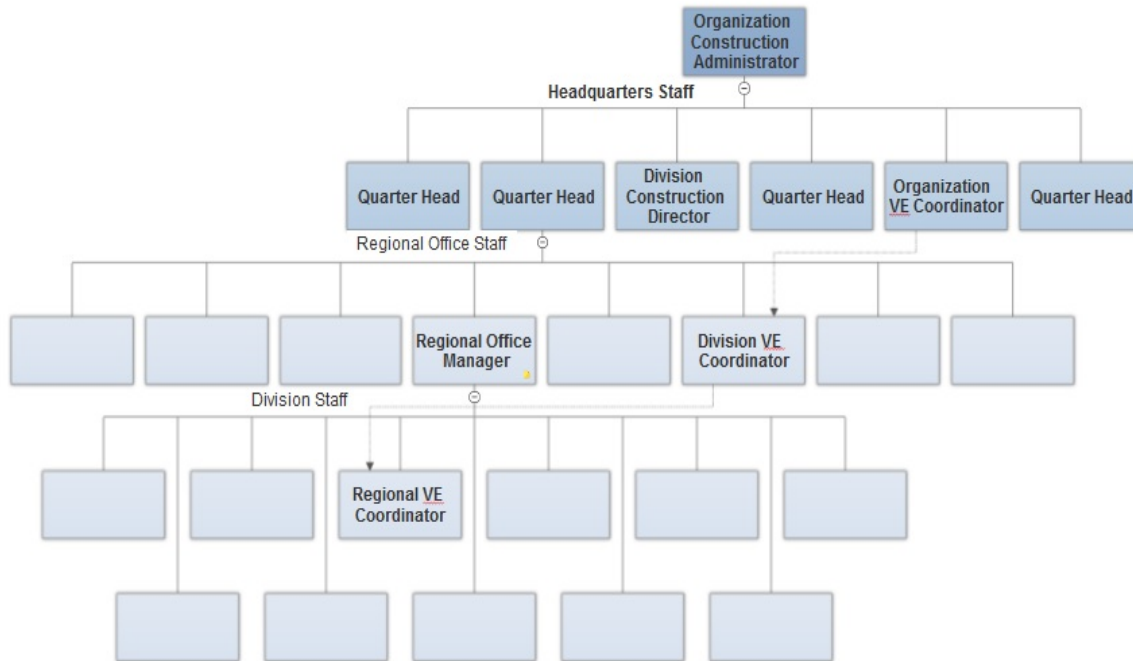 Organization
Construction
Administrator
Headquarters Staff
Quarter Head
Quarter Head
Division
Construction
Director
Quarter Head
Organization
VE Coordinator
Quarter Head
Regional Office Staff
Regional Office
Manager
Division VE
Coordinator
Division Staff
Regional VE
Coordinator